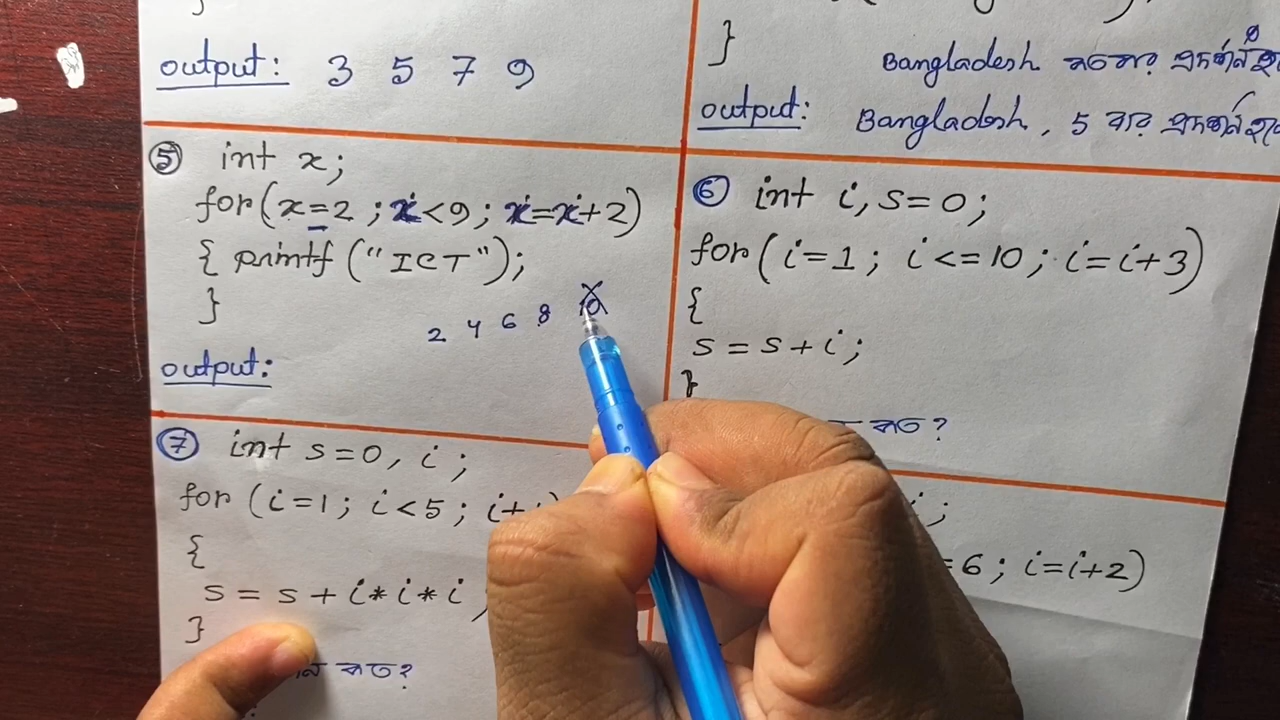 }
output: 3 5 7 9
}
Bangladesh
output: Bangladesh, 5 বার
⑤ int x;
for(x=2 ; x<9; x=x+2)
{ printf ("ICT");
}
2 4 6 8 10
output:
⑥ int i, s=0;
for(i=1; i<=10; i=i+3)
{
s=s+i;
}
কত?
⑦ int s=0, i;
for (i=1; i<5; i+
{
s = s+i*i*i ;
}
মান কত?
i;
=6; i=i+2)